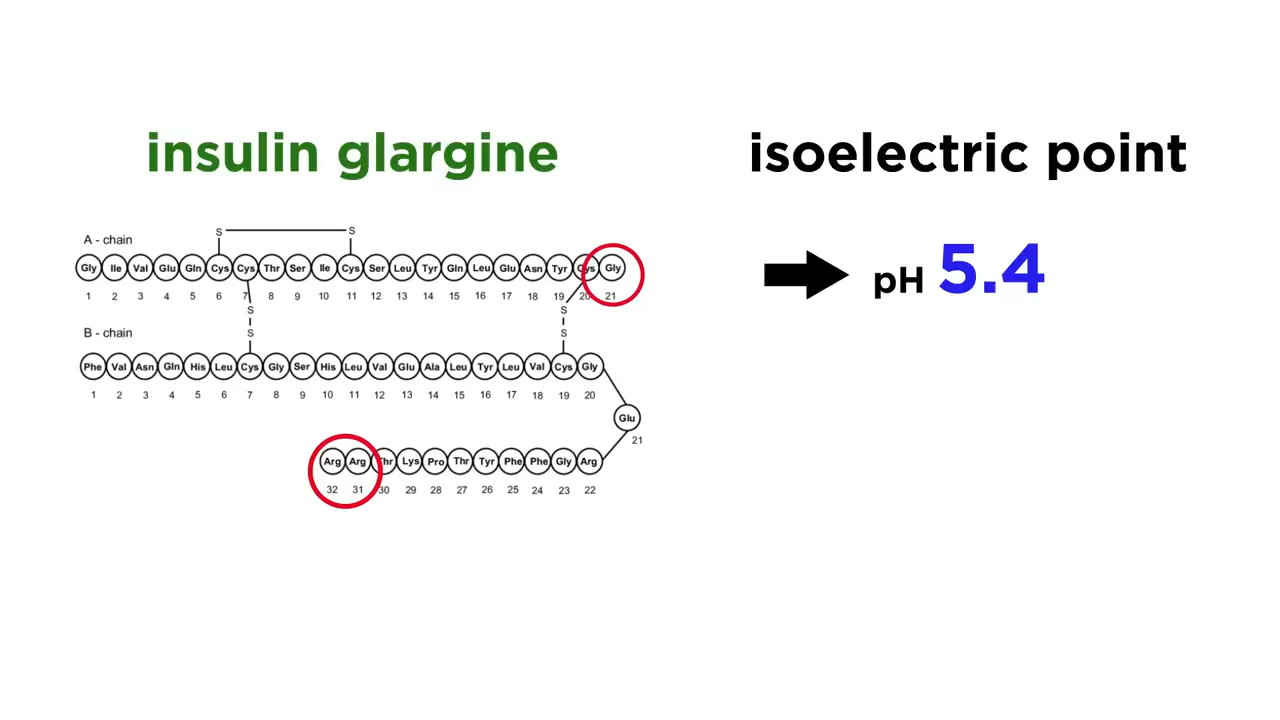 insulin glargine
isoelectric point
S S
A - chain
Gly Ile Val Glu Gln Cys Cys Thr Ser Ile Cys Ser Leu Tyr Gln Leu Glu Asn Tyr Cys Gly
1 2 3 4 5 6 7 8 9 10 11 12 13 14 15 16 17 18 19 20 21
pH 5.4
S S
B - chain
S S
Phe Val Asn Gln His Leu Cys Gly Ser His Leu Val Glu Ala Leu Tyr Leu Val Cys Gly
1 2 3 4 5 6 7 8 9 10 11 12 13 14 15 16 17 18 19 20
Glu
21
Arg Arg Thr Lys Pro Thr Tyr Phe Phe Gly Arg
32 31 30 29 28 27 26 25 24 23 22